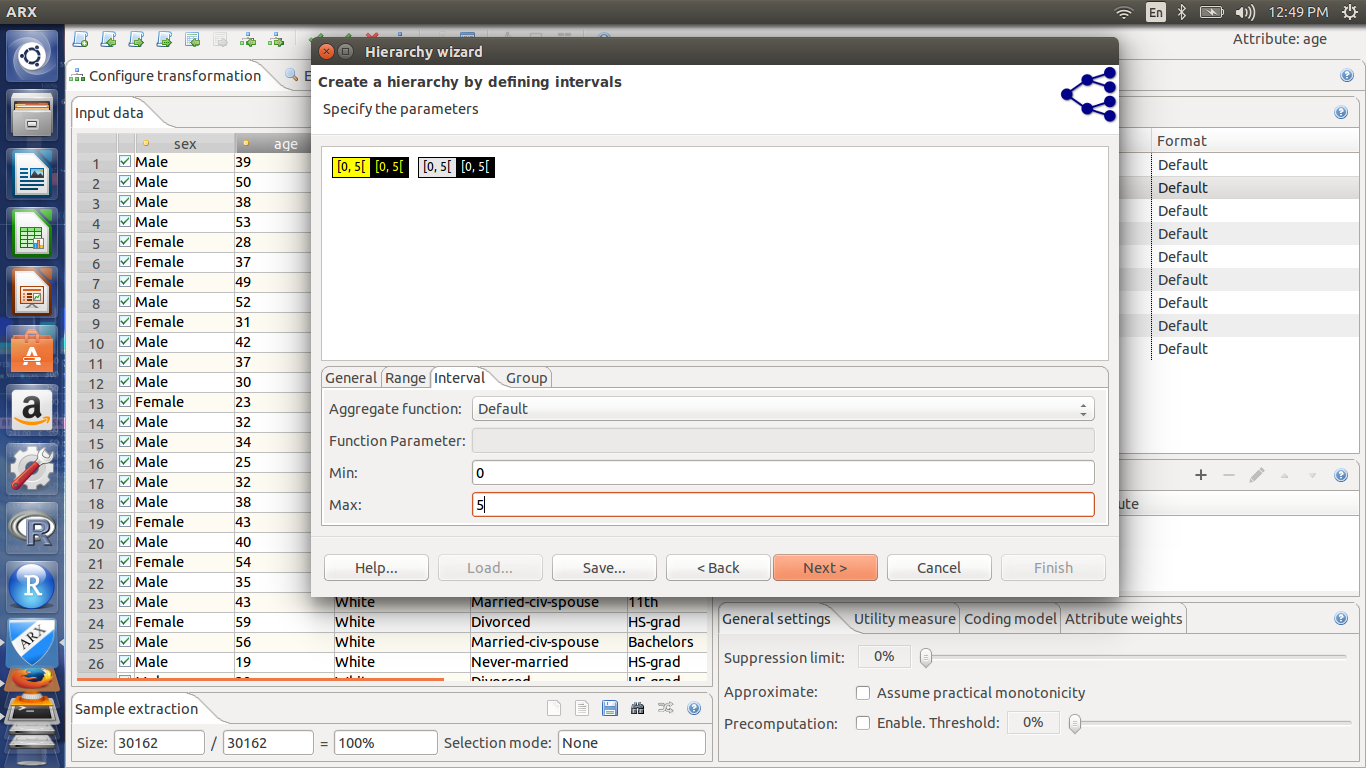 ARX
En
12:49 PM
Attribute: age
Configure transformation
Hierarchy wizard
Create a hierarchy by defining intervals
Specify the parameters
[0, 5[ [0, 5[ [0, 5[ [0, 5[
General Range Interval Group
Aggregate function: Default
Function Parameter:
Min: 0
Max: 5
Help... Load... Save... < Back Next > Cancel Finish
Input data
sex age
1 Male 39
2 Male 50
3 Male 38
4 Male 53
5 Female 28
6 Female 37
7 Female 49
8 Male 52
9 Female 31
10 Male 42
11 Male 37
12 Male 30
13 Female 23
14 Male 32
15 Male 34
16 Male 25
17 Male 32
18 Male 38
19 Female 43
20 Male 40
21 Female 54
22 Male 35
23 Male 43 White Married-civ-spouse 11th
24 Female 59 White Divorced HS-grad
25 Male 56 White Married-civ-spouse Bachelors
26 Male 19 White Never-married HS-grad
Format
Default
Default
Default
Default
Default
Default
Default
Default
Default
Sample extraction
Size: 30162 / 30162 = 100% Selection mode: None
General settings Utility measure Coding model Attribute weights
Suppression limit: 0%
Approximate: Assume practical monotonicity
Precomputation: Enable. Threshold: 0%